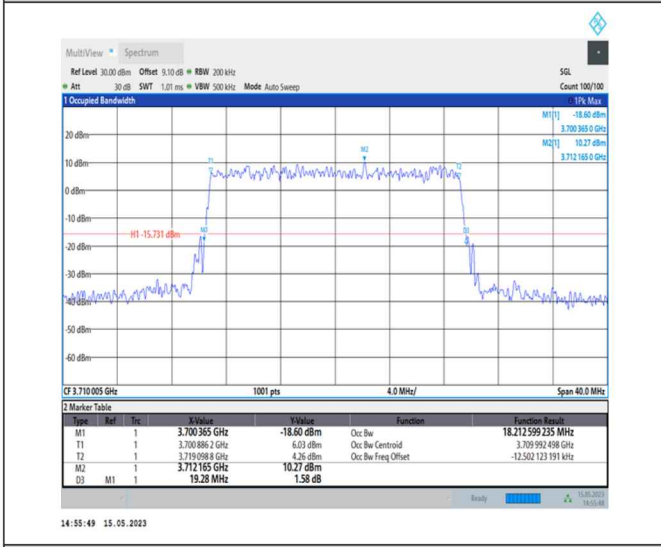 MultiView Spectrum
Ref Level 30.00 dBm Offset 9.10 dB RBW 200 kHz SGL
Att 30 dB SWT 1.01 ms VBW 500 kHz Mode Auto Sweep Count 100/100
1 Occupied Bandwidth 1Pk Max
M1[1] -18.60 dBm
3.700 365 0 GHz
M2[1] 10.27 dBm
3.712 165 0 GHz
20 dBm
M2
10 dBm
T1 T2
0 dBm
-10 dBm
H1 -15.731 dBm D3
-20 dBm
-30 dBm
-40 dBm
-50 dBm
-60 dBm
CF 3.710 005 GHz 1001 pts 4.0 MHz/ Span 40.0 MHz
2 Marker Table
Type Ref Trc X-Value Y-Value Function Function Result
M1 1 3.700 365 GHz -18.60 dBm Occ Bw 18.212 599 235 MHz
T1 1 3.700 886 2 GHz 6.03 dBm Occ Bw Centroid 3.709 992 498 GHz
T2 1 3.719 098 8 GHz 4.26 dBm Occ Bw Freq Offset -12.502 123 191 kHz
M2 1 3.712 165 GHz 10.27 dBm
D3 M1 1 19.28 MHz 1.58 dB
Ready 15.05.2023
14:55:48
14:55:49 15.05.2023